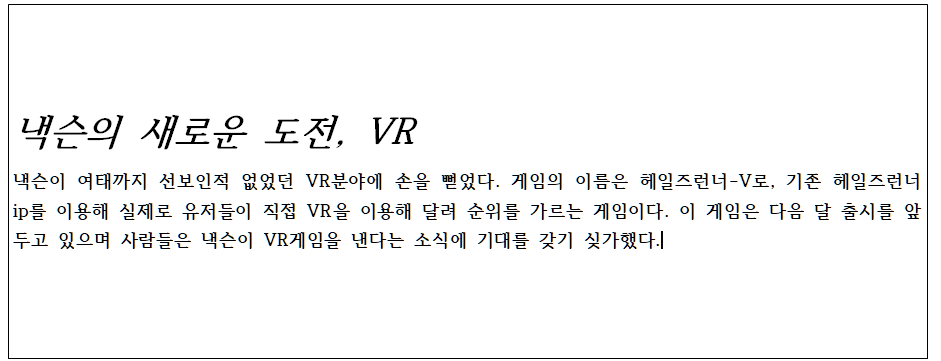 낵슨의 새로운 도전, VR
낵슨이 여태까지 선보인적 없었던 VR분야에 손을 뻗었다. 게임의 이름은 헤일즈런너-V로, 기존 헤일즈런너
ip를 이용해 실제로 유저들이 직접 VR을 이용해 달려 순위를 가르는 게임이다. 이 게임은 다음 달 출시를 앞
두고 있으며 사람들은 낵슨이 VR게임을 낸다는 소식에 기대를 갖기 싲가했다.